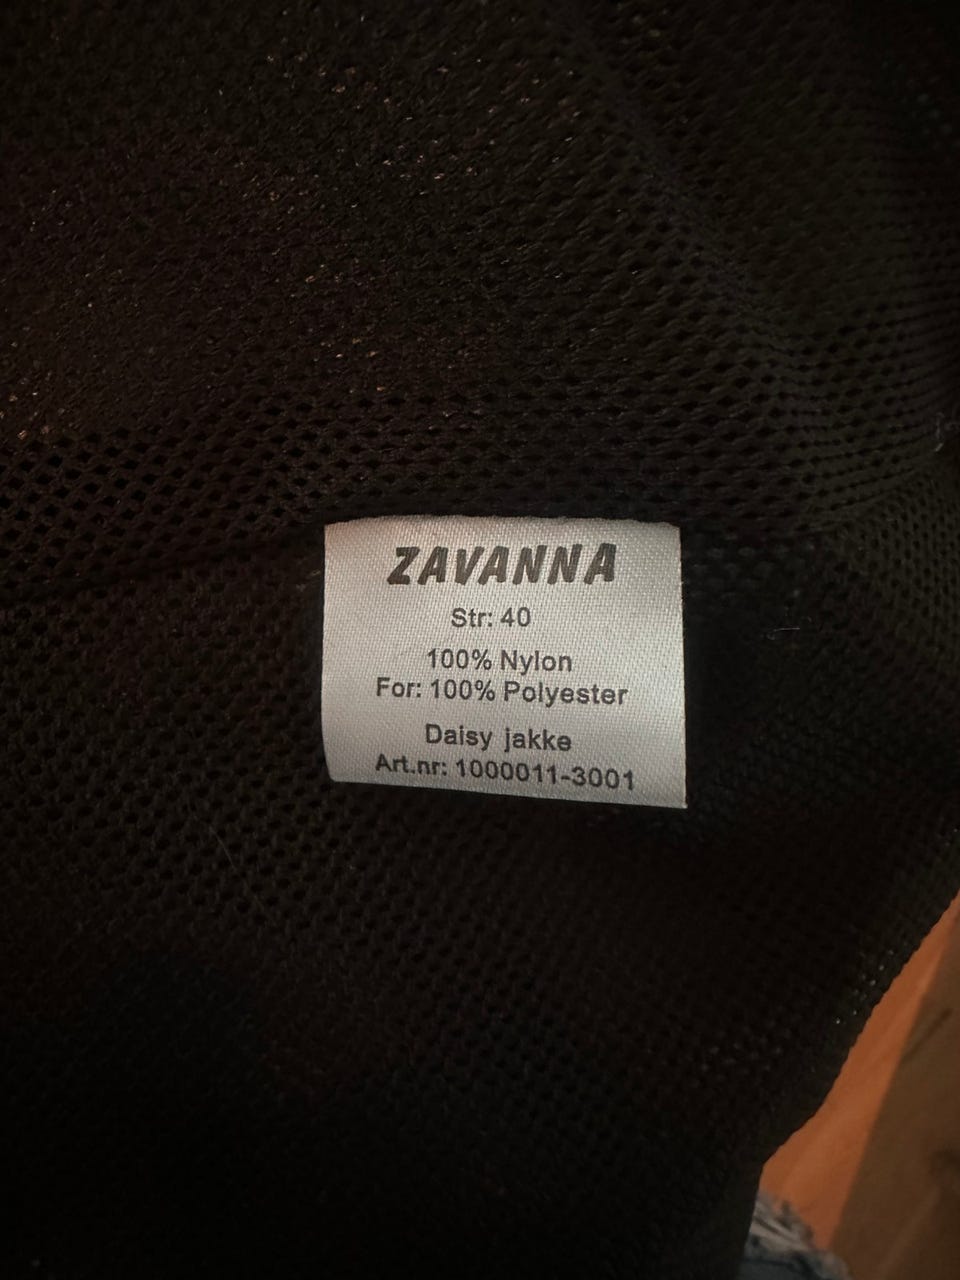 ZAVANNA
Str: 40
100% Nylon
For: 100% Polyester
Daisy jakke
Art.nr: 1000011-3001